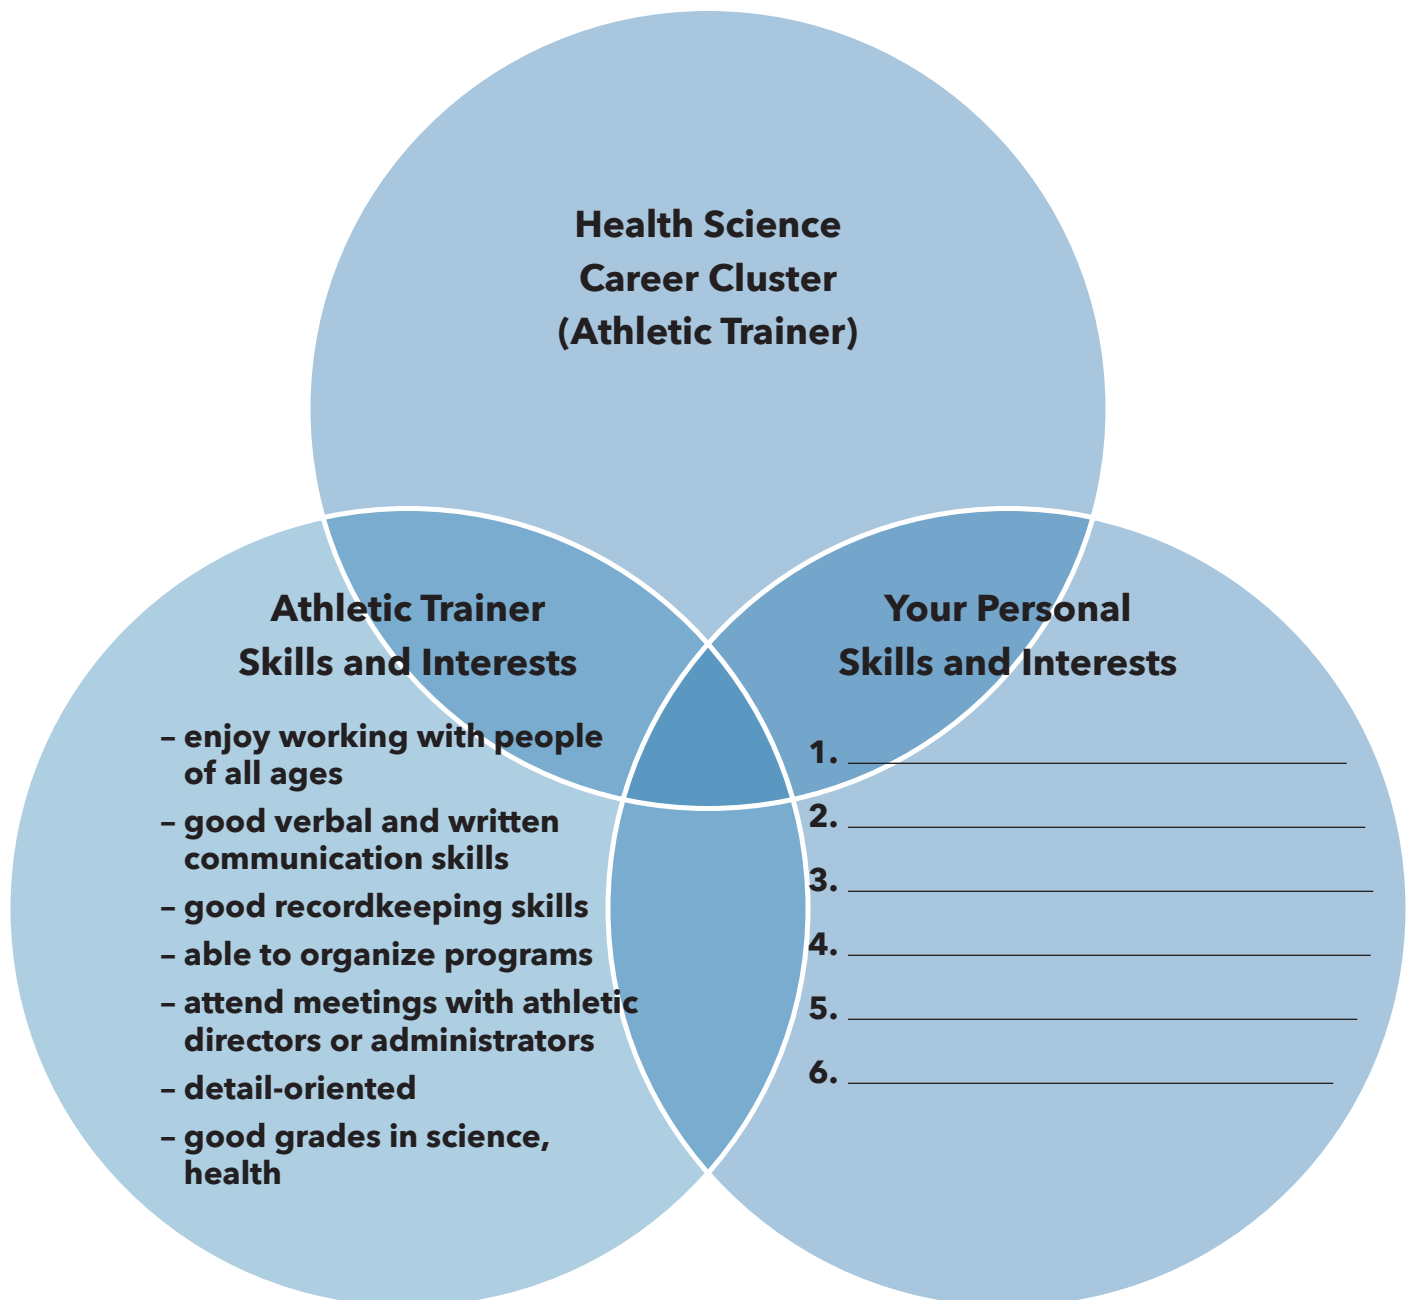 Health Science
Career Cluster
(Athletic Trainer)
Athletic Trainer
Skills and Interests
– enjoy working with people
of all ages
– good verbal and written
communication skills
– good recordkeeping skills
– able to organize programs
– attend meetings with athletic
directors or administrators
– detail-oriented
– good grades in science,
health
Your Personal
Skills and Interests
1.
2.
3.
4.
5.
6.